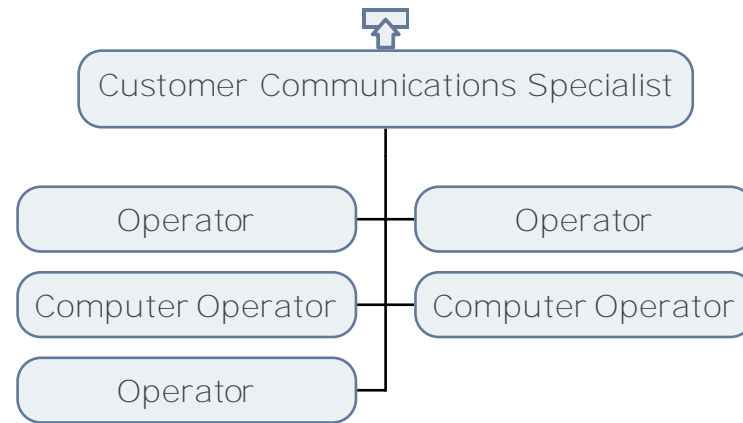 Customer Communications Specialist
Operator
Operator
Computer Operator
Computer Operator
Operator